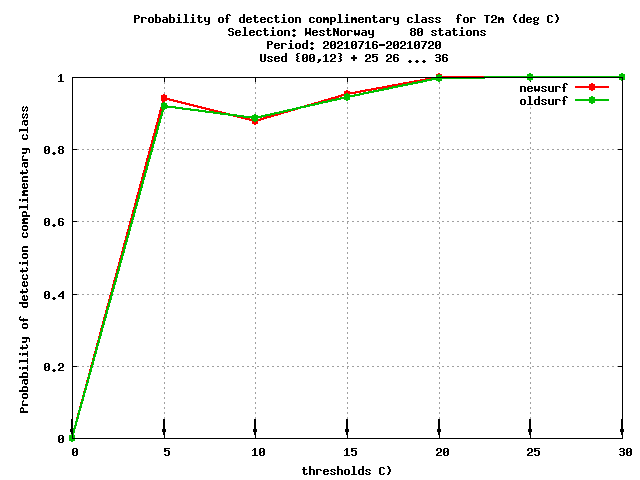 Probability of detection complimentary class  for T2m (deg C)
Selection: WestNorway     80 stations
Period: 20210716-20210720
Used {00,12} + 25 26 ... 36
newsurf
oldsurf
1
0.8
0.6
0.4
0.2
0
Probability of detection complimentary class
0 5 10 15 20 25 30
thresholds C)